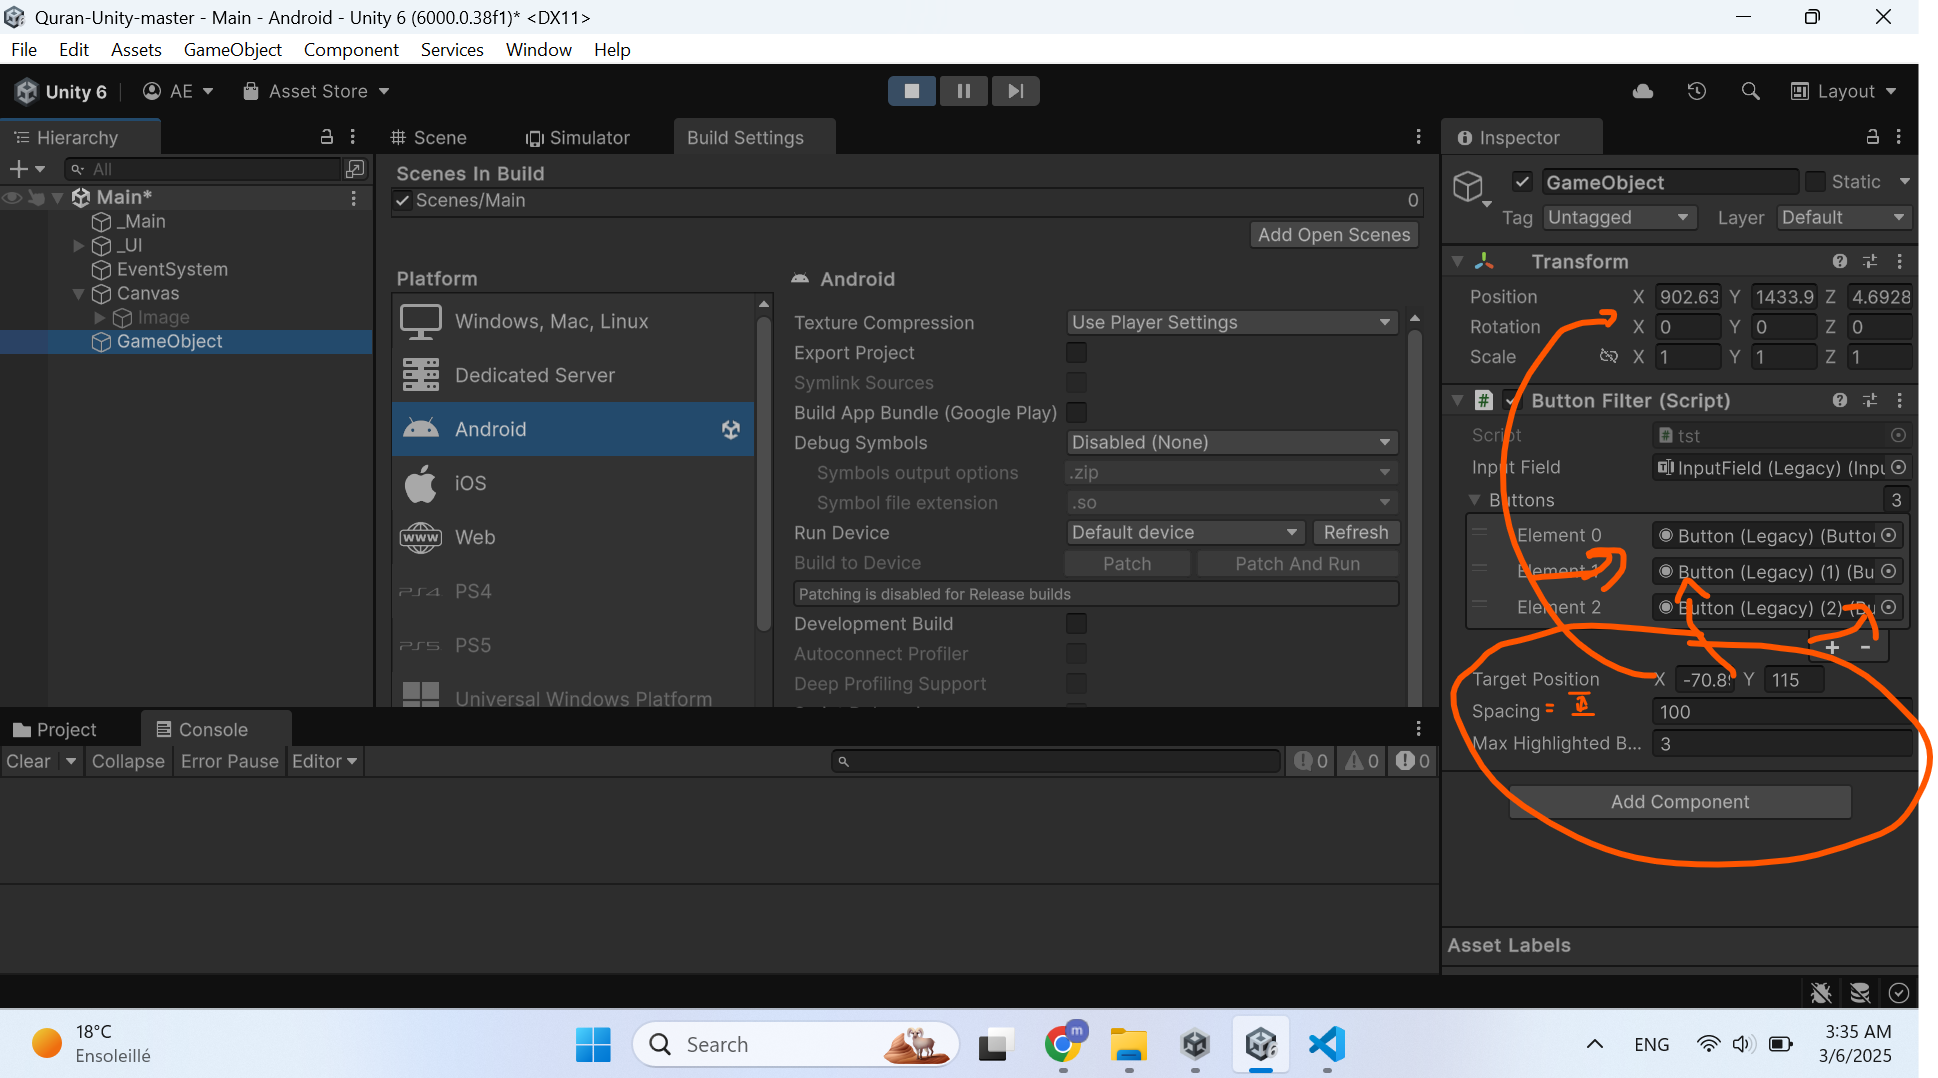 Quran-Unity-master - Main - Android - Unity 6 (6000.0.38f1)* <DX11>
File Edit Assets GameObject Component Services Window Help
Unity 6 AE Asset Store Layout
Hierarchy
All
Main*
_Main
_UI
EventSystem
Canvas
Image
GameObject
Scene Simulator Build Settings
Scenes In Build
Scenes/Main 0
Add Open Scenes
Platform
Windows, Mac, Linux
Dedicated Server
Android
iOS
Web
PS4
PS5
Universal Windows Platform
Android
Texture Compression Use Player Settings
Export Project
Symlink Sources
Build App Bundle (Google Play)
Debug Symbols Disabled (None)
Symbols output options .zip
Symbol file extension .so
Run Device Default device Refresh
Build to Device Patch Patch And Run
Patching is disabled for Release builds
Development Build
Autoconnect Profiler
Deep Profiling Support
Inspector
GameObject Static
Tag Untagged Layer Default
Transform
Position X 902.63 Y 1433.9 Z 4.6928
Rotation X 0 Y 0 Z 0
Scale X 1 Y 1 Z 1
# Button Filter (Script)
Script # tst
Input Field InputField (Legacy) (Inpu
Buttons 3
Element 0 Button (Legacy) (Button
Element 1 Button (Legacy) (1) (Bu
Element 2 Button (Legacy) (2) (Bu
+ -
Target Position X -70.89 Y 115
Spacing = 100
Max Highlighted B... 3
Add Component
Asset Labels
Project Console
Clear Collapse Error Pause Editor 0 0 0
18°C
Ensoleillé
Search
m
6
ENG
3:35 AM
3/6/2025